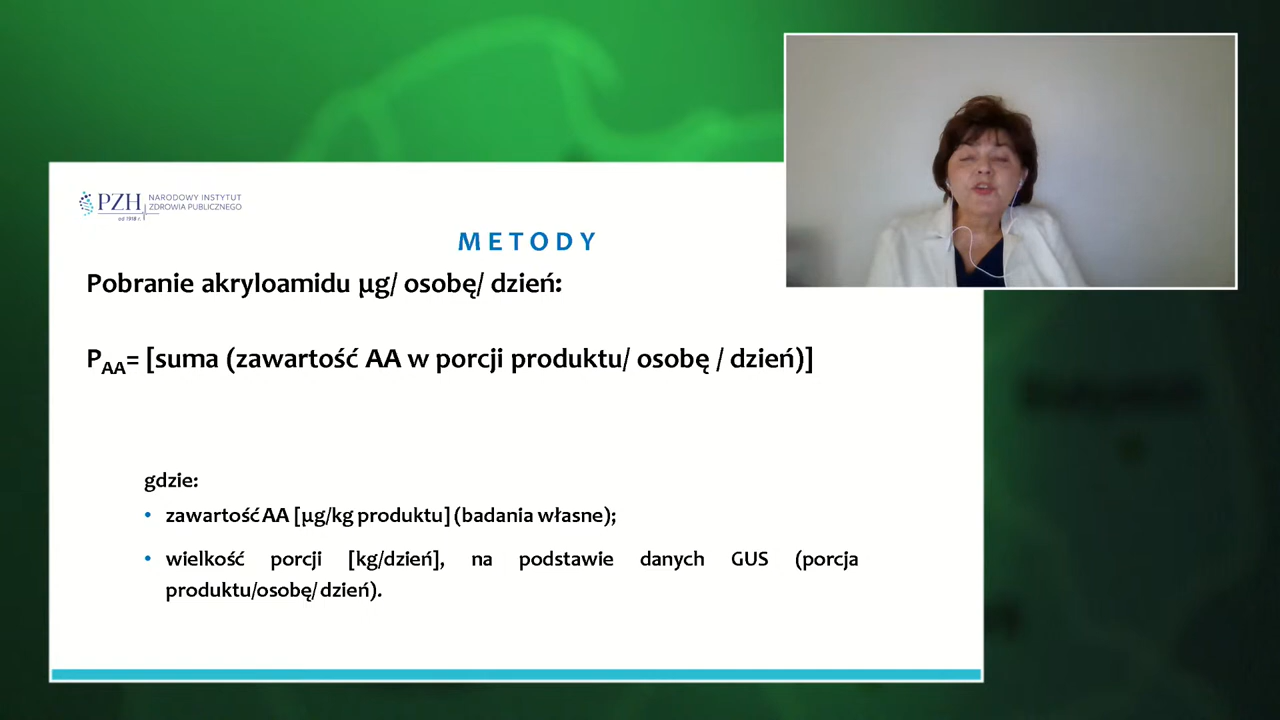 PZH NARODOWY INSTYTUT
ZDROWIA PUBLICZNEGO
od 1918 r.
METODY
Pobranie akryloamidu µg/ osobę/ dzień:
PAA= [suma (zawartość AA w porcji produktu/ osobę / dzień)]
gdzie:
• zawartość AA [µg/kg produktu] (badania własne);
• wielkość porcji [kg/dzień], na podstawie danych GUS (porcja
produktu/osobę/ dzień).